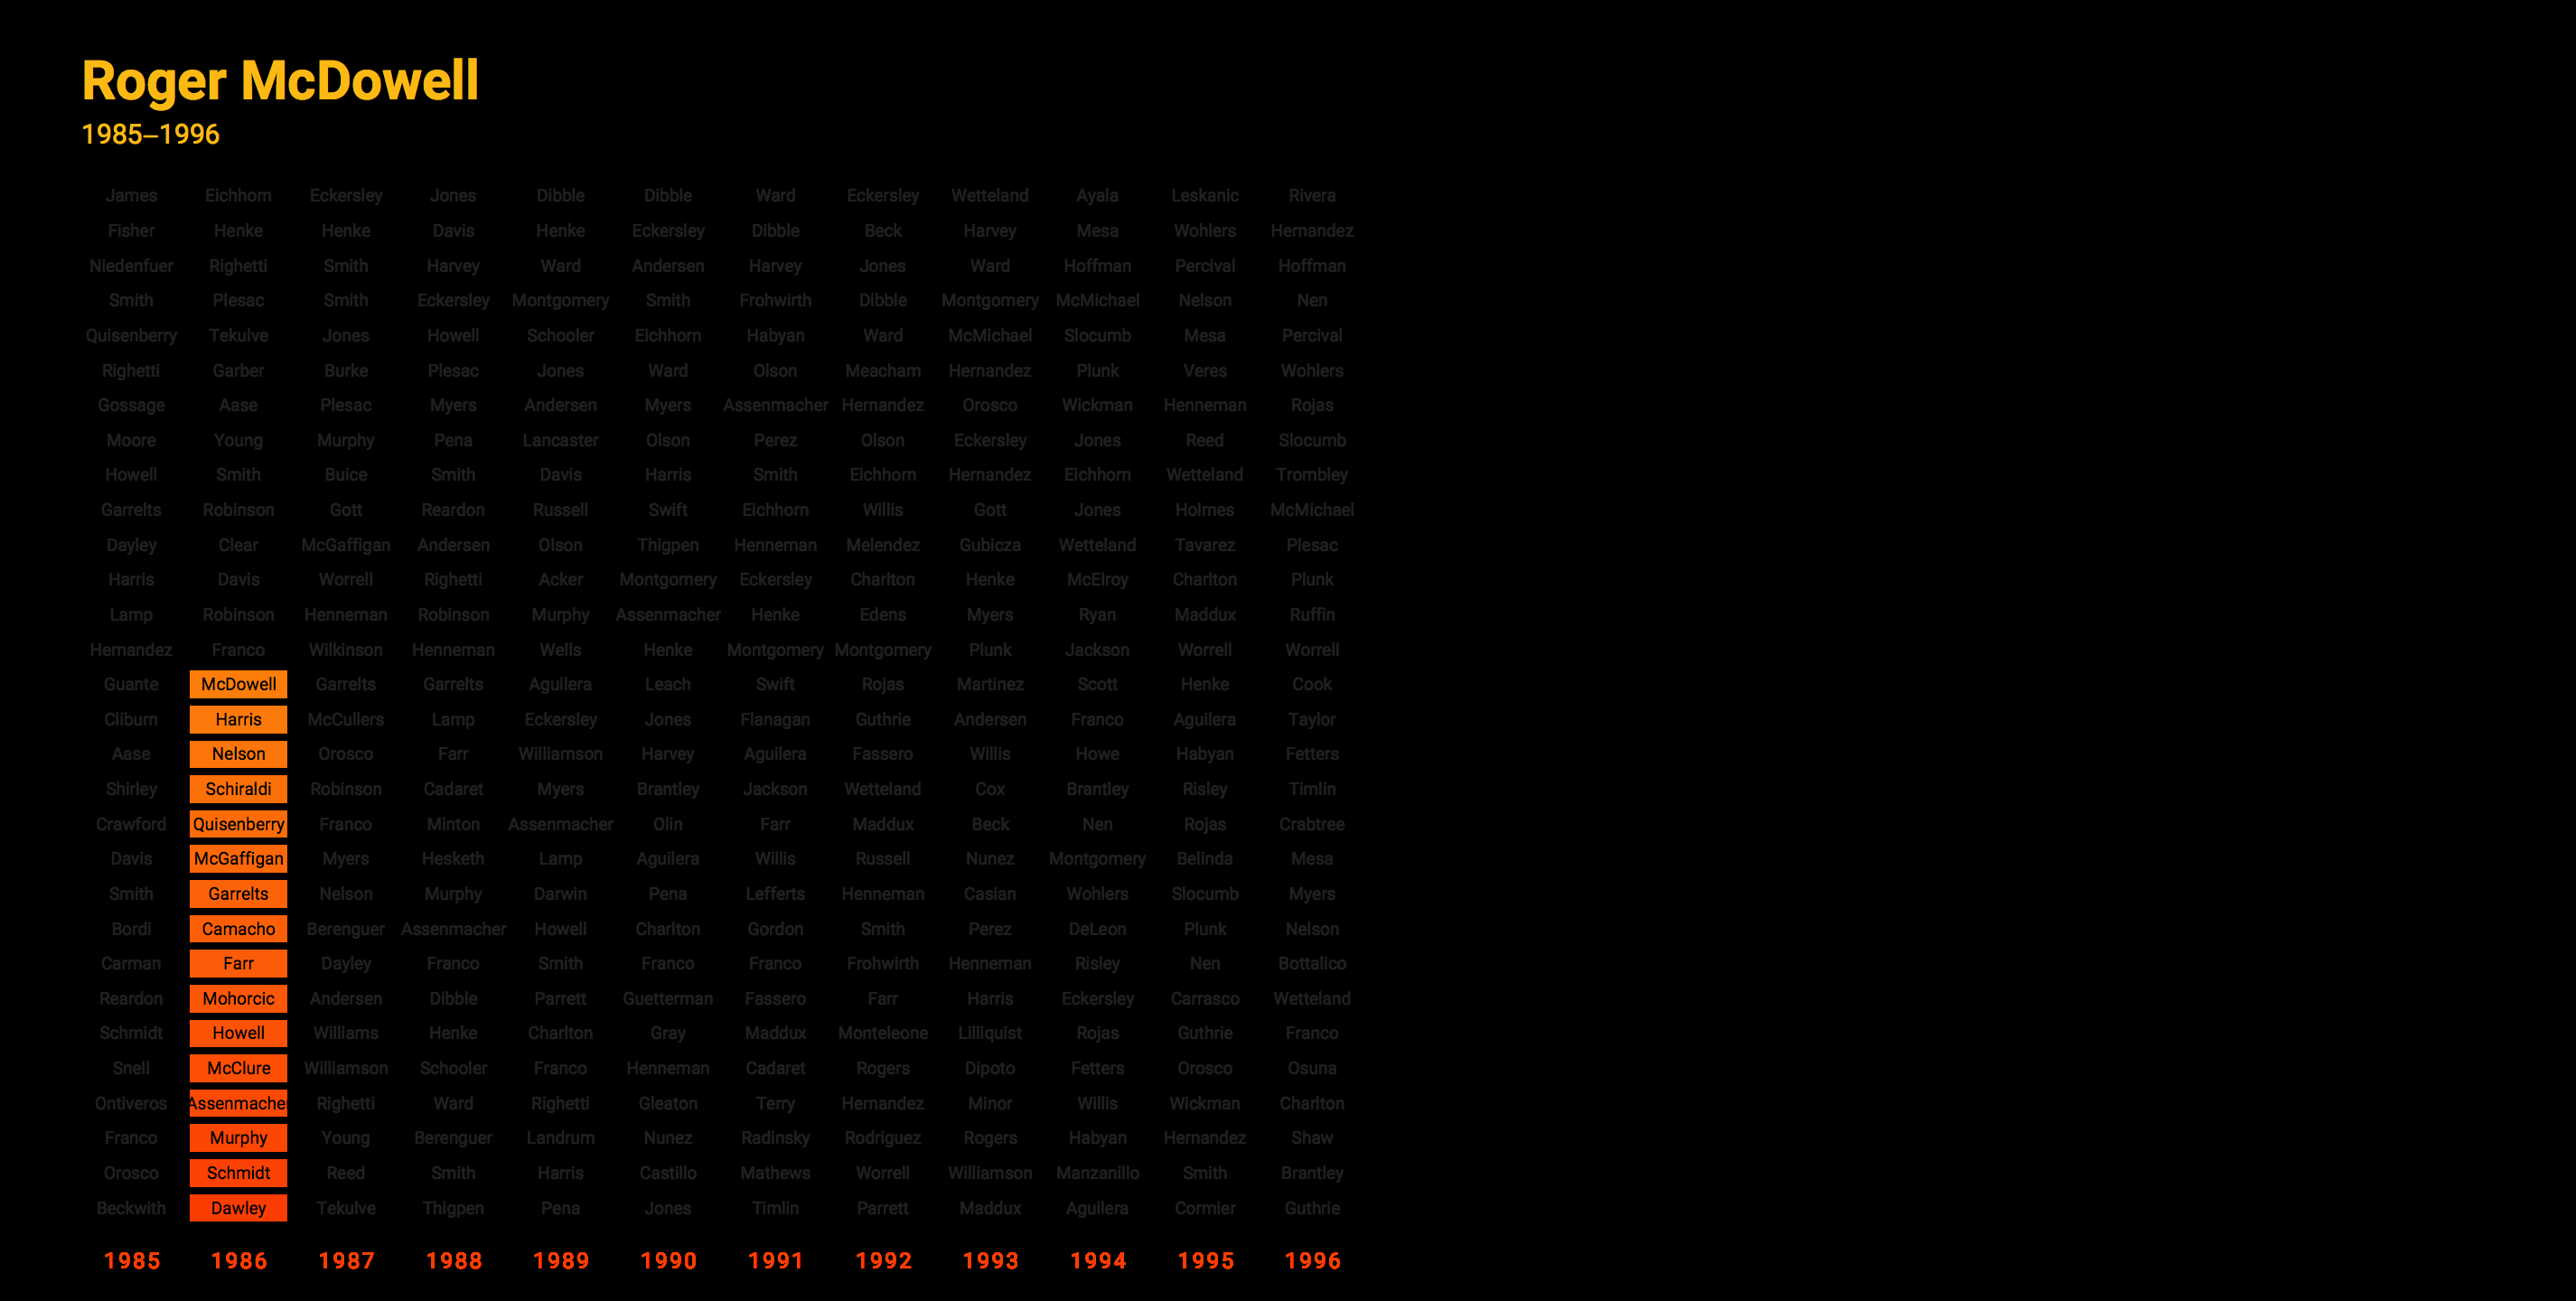 Roger McDowell
1985–1996
James Eichhorn Eckersley Jones Dibble Dibble Ward Eckersley Wetteland Ayala Leskanic Rivera
Fisher Henke Henke Davis Henke Eckersley Dibble Beck Harvey Mesa Wohlers Hernandez
Niedenfuer Righetti Smith Harvey Ward Andersen Harvey Jones Ward Hoffman Percival Hoffman
Smith Plesac Smith Eckersley Montgomery Smith Frohwirth Dibble Montgomery McMichael Nelson Nen
Quisenberry Tekulve Jones Howell Schooler Eichhorn Habyan Ward McMichael Slocumb Mesa Percival
Righetti Garber Burke Plesac Jones Ward Olson Meacham Hernandez Plunk Veres Wohlers
Gossage Aase Plesac Myers Andersen Myers Assenmacher Hernandez Orosco Wickman Henneman Rojas
Moore Young Murphy Pena Lancaster Olson Perez Olson Eckersley Jones Reed Slocumb
Howell Smith Buice Smith Davis Harris Smith Eichhorn Hernandez Eichhorn Wetteland Trombley
Garrelts Robinson Gott Reardon Russell Swift Eichhorn Willis Gott Jones Holmes McMichael
Dayley Clear McGaffigan Andersen Olson Thigpen Henneman Melendez Gubicza Wetteland Tavarez Plesac
Harris Davis Worrell Righetti Acker Montgomery Eckersley Charlton Henke McElroy Charlton Plunk
Lamp Robinson Henneman Robinson Murphy Assenmacher Henke Edens Myers Ryan Maddux Ruffin
Hernandez Franco Wilkinson Henneman Wells Henke Montgomery Montgomery Plunk Jackson Worrell Worrell
Guante McDowell Garrelts Garrelts Aguilera Leach Swift Rojas Martinez Scott Henke Cook
Cliburn Harris McCullers Lamp Eckersley Jones Flanagan Guthrie Andersen Franco Aguilera Taylor
Aase Nelson Orosco Farr Williamson Harvey Aguilera Fassero Willis Howe Habyan Fetters
Shirley Schiraldi Robinson Cadaret Myers Brantley Jackson Wetteland Cox Brantley Risley Timlin
Crawford Quisenberry Franco Minton Assenmacher Olin Farr Maddux Beck Nen Rojas Crabtree
Davis McGaffigan Myers Hesketh Lamp Aguilera Willis Russell Nunez Montgomery Belinda Mesa
Smith Garrelts Nelson Murphy Darwin Pena Lefferts Henneman Casian Wohlers Slocumb Myers
Bordi Camacho Berenguer Assenmacher Howell Charlton Gordon Smith Perez DeLeon Plunk Nelson
Carman Farr Dayley Franco Smith Franco Franco Frohwirth Henneman Risley Nen Bottalico
Reardon Mohorcic Andersen Dibble Parrett Guetterman Fassero Farr Harris Eckersley Carrasco Wetteland
Schmidt Howell Williams Henke Charlton Gray Maddux Monteleone Lilliquist Rojas Guthrie Franco
Snell McClure Williamson Schooler Franco Henneman Cadaret Rogers Dipoto Fetters Orosco Osuna
Ontiveros Assenmacher Righetti Ward Righetti Gleaton Terry Hernandez Minor Willis Wickman Charlton
Franco Murphy Young Berenguer Landrum Nunez Radinsky Rodriguez Rogers Habyan Hernandez Shaw
Orosco Schmidt Reed Smith Harris Castillo Mathews Worrell Williamson Manzanillo Smith Brantley
Beckwith Dawley Tekulve Thigpen Pena Jones Timlin Parrett Maddux Aguilera Cormier Guthrie
1985 1986 1987 1988 1989 1990 1991 1992 1993 1994 1995 1996